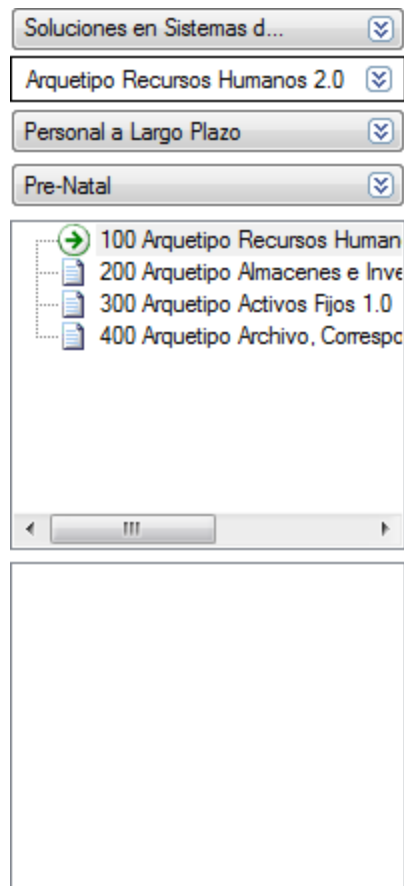 Soluciones en Sistemas d...
Arquetipo Recursos Humanos 2.0
Personal a Largo Plazo
Pre-Natal
100 Arquetipo Recursos Human
200 Arquetipo Almacenes e Inve
300 Arquetipo Activos Fijos 1.0
400 Arquetipo Archivo, Correspo